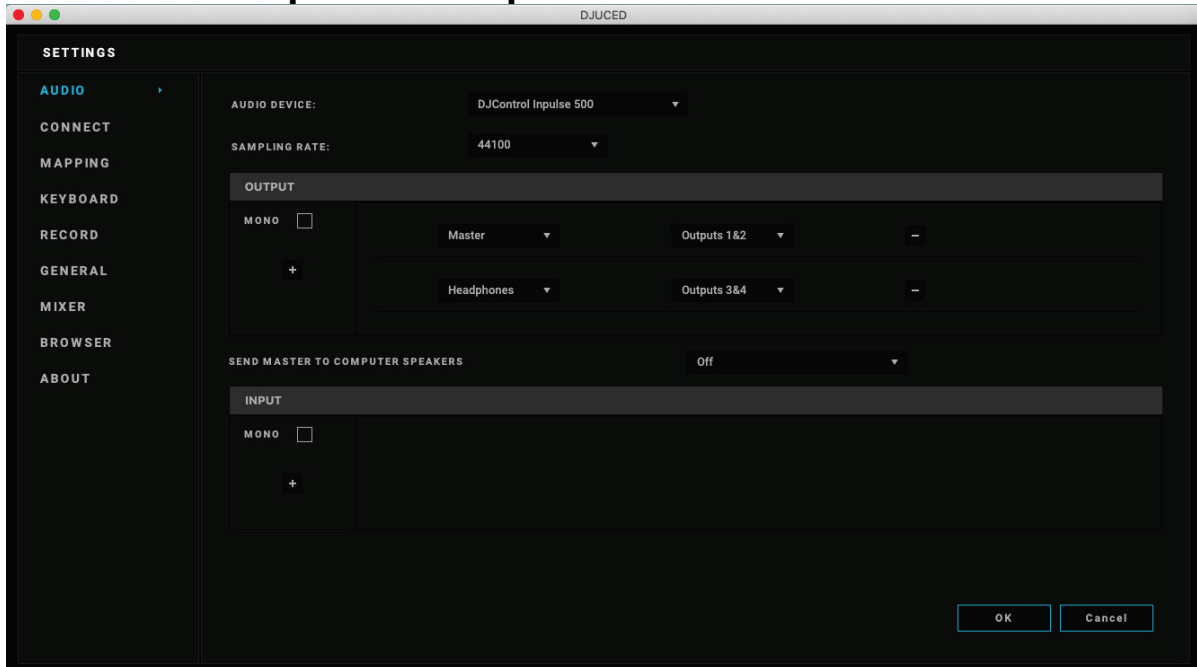 DJUCED
SETTINGS
AUDIO
CONNECT
MAPPING
KEYBOARD
RECORD
GENERAL
MIXER
BROWSER
ABOUT
AUDIO DEVICE: DJControl Inpulse 500
SAMPLING RATE: 44100
OUTPUT
MONO
+
Master Outputs 1&2 −
Headphones Outputs 3&4 −
SEND MASTER TO COMPUTER SPEAKERS Off
INPUT
MONO
+
OK Cancel